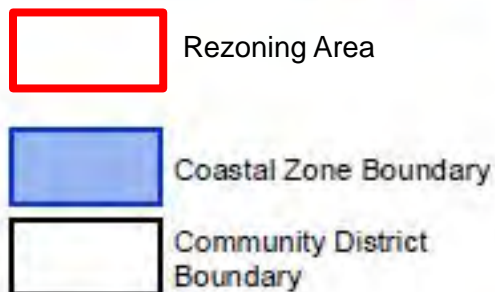 Rezoning Area
Coastal Zone Boundary
Community District
Boundary